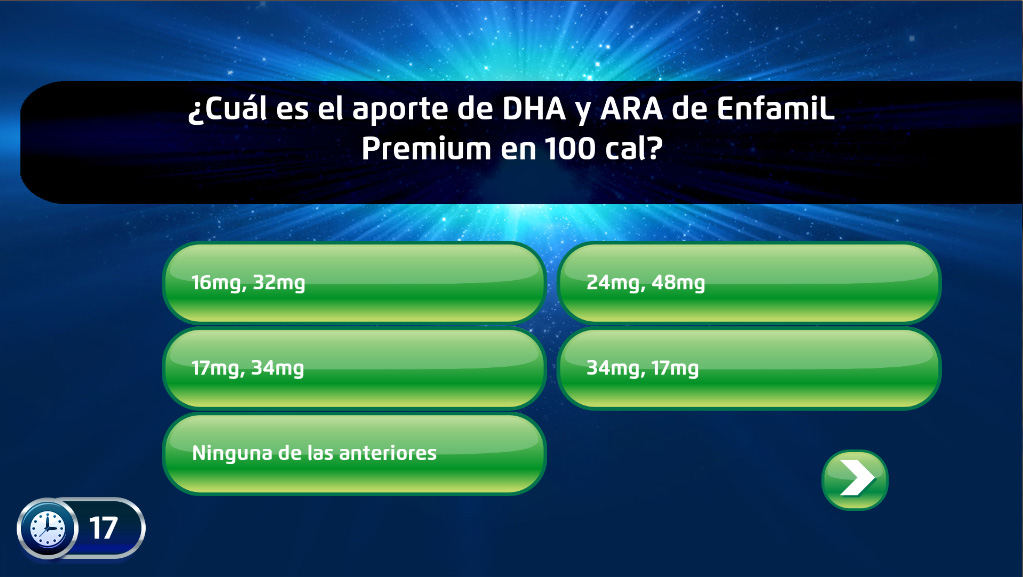 ¿Cuál es el aporte de DHA y ARA de EnfamiL
Premium en 100 cal?
16mg, 32mg
24mg, 48mg
17mg, 34mg
34mg, 17mg
Ninguna de las anteriores
17